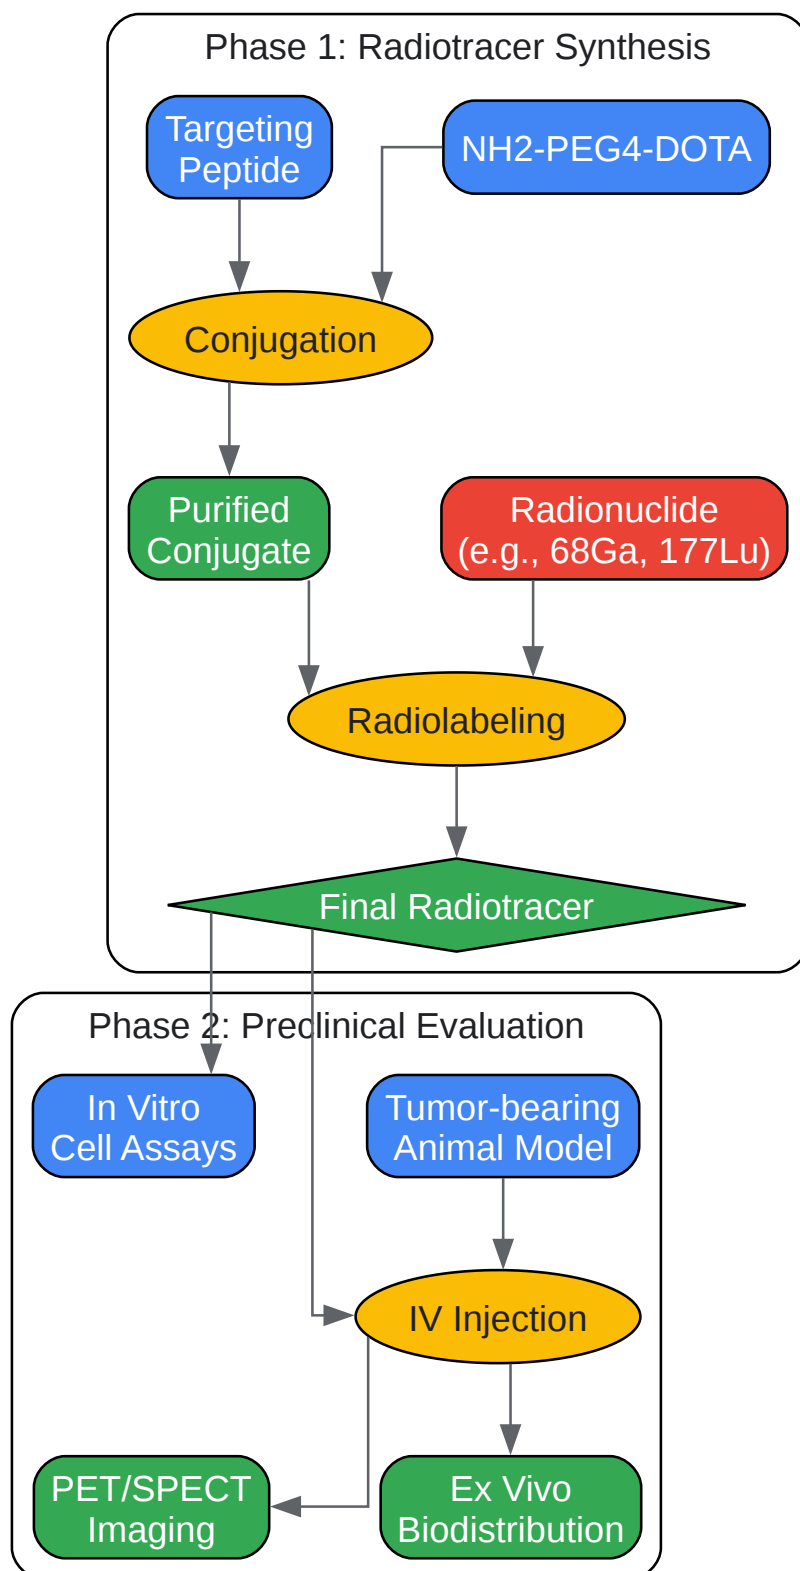 Phase 1: Radiotracer Synthesis
Targeting
Peptide
NH2-PEG4-DOTA
Conjugation
Purified
Conjugate
Radionuclide
(e.g., 68Ga, 177Lu)
Radiolabeling
Final Radiotracer
Phase 2: Preclinical Evaluation
In Vitro
Cell Assays
Tumor-bearing
Animal Model
IV Injection
PET/SPECT
Imaging
Ex Vivo
Biodistribution